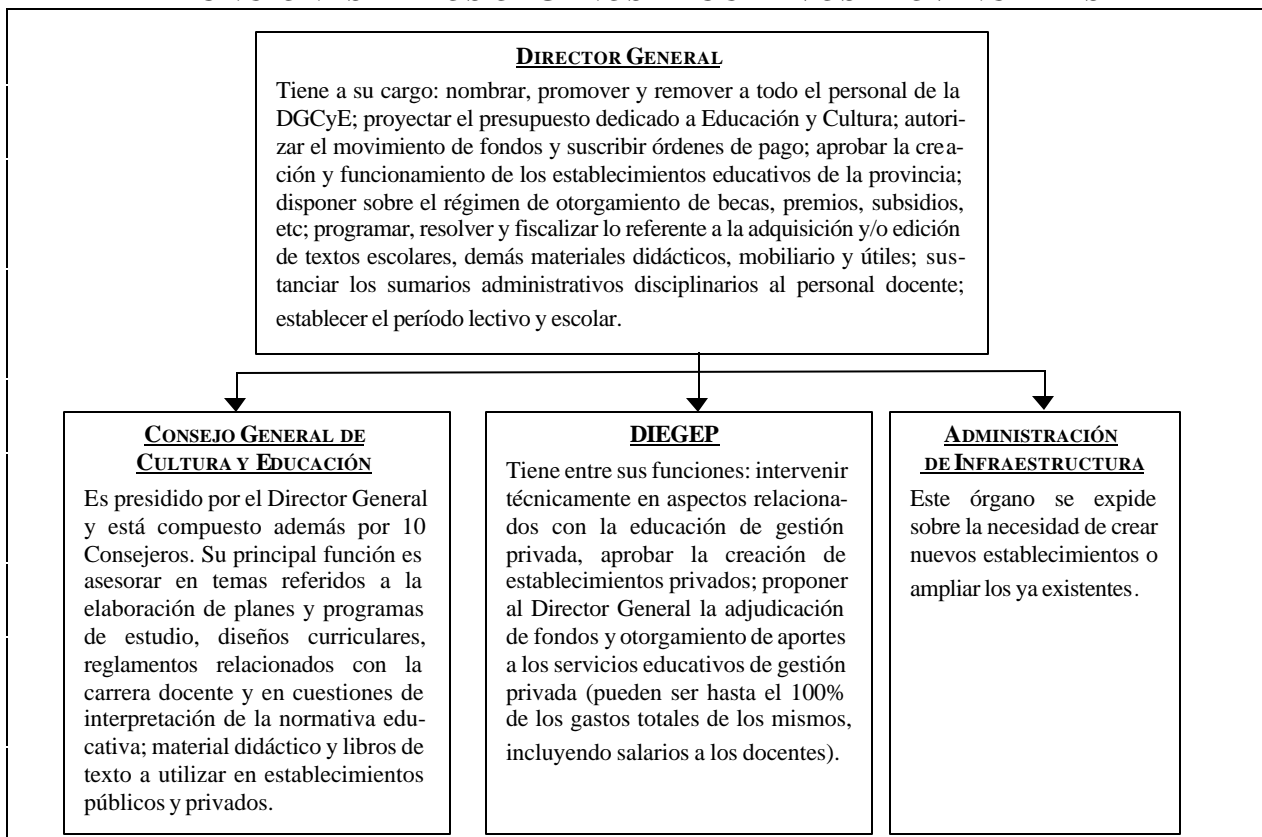 DIRECTOR GENERAL
Tiene a su cargo: nombrar, promover y remover a todo el personal de la
DGCyE; proyectar el presupuesto dedicado a Educación y Cultura; autori-
zar el movimiento de fondos y suscribir órdenes de pago; aprobar la crea-
ción y funcionamiento de los establecimientos educativos de la provincia;
disponer sobre el régimen de otorgamiento de becas, premios, subsidios,
etc; programar, resolver y fiscalizar lo referente a la adquisición y/o edición
de textos escolares, demás materiales didácticos, mobiliario y útiles; sus-
tanciar los sumarios administrativos disciplinarios al personal docente;
establecer el período lectivo y escolar.
CONSEJO GENERAL DE
CULTURA Y EDUCACIÓN
Es presidido por el Director General
y está compuesto además por 10
Consejeros. Su principal función es
asesorar en temas referidos a la
elaboración de planes y programas
de estudio, diseños curriculares,
reglamentos relacionados con la
carrera docente y en cuestiones de
interpretación de la normativa edu-
cativa; material didáctico y libros de
texto a utilizar en establecimientos
públicos y privados.
DIEGEP
Tiene entre sus funciones: intervenir
técnicamente en aspectos relaciona-
dos con la educación de gestión
privada, aprobar la creación de
establecimientos privados; proponer
al Director General la adjudicación
de fondos y otorgamiento de aportes
a los servicios educativos de gestión
privada (pueden ser hasta el 100%
de los gastos totales de los mismos,
incluyendo salarios a los docentes).
ADMINISTRACIÓN
DE INFRAESTRUCTURA
Este órgano se expide
sobre la necesidad de crear
nuevos establecimientos o
ampliar los ya existentes.